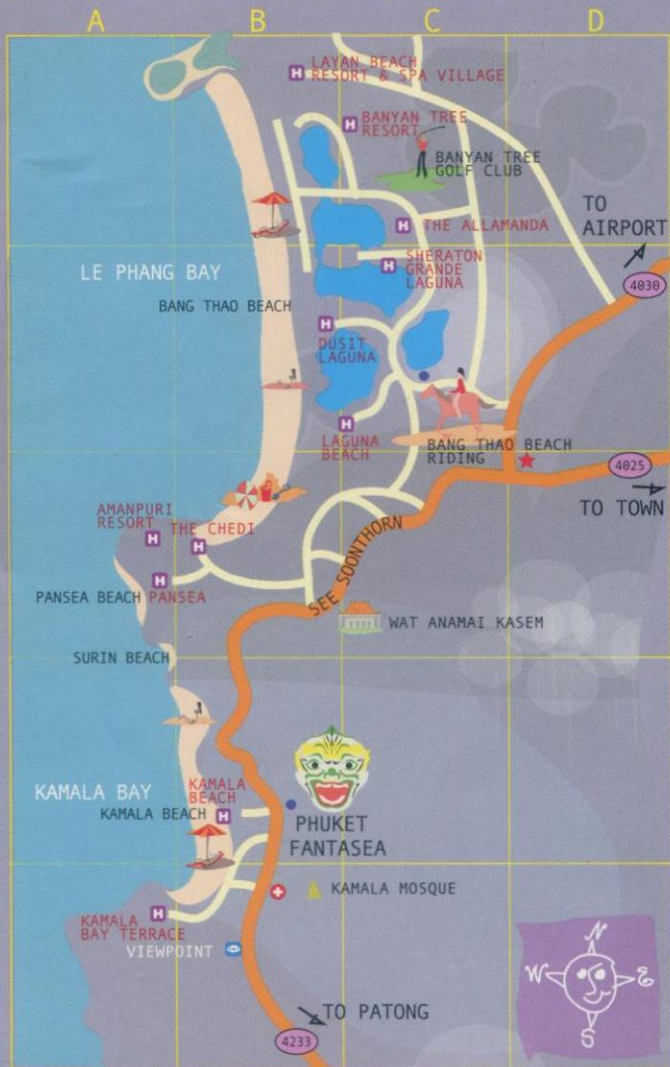 A B C D
LAYAN BEACH
RESORT & SPA VILLAGE
BANYAN TREE
RESORT
BANYAN TREE
GOLF CLUB
TO
AIRPORT
THE ALLAMANDA
SHERATON
GRANDE
LAGUNA
LE PHANG BAY
4030
BANG THAO BEACH
DUSIT
LAGUNA
LAGUNA
BEACH
BANG THAO BEACH
RIDING
4025
TO TOWN
AMANPURI
RESORT
THE CHEDI
SEE SOONTHORN
PANSEA BEACH
PANSEA
WAT ANAMAI KASEM
SURIN BEACH
KAMALA BAY
KAMALA
BEACH
KAMALA BEACH
PHUKET
FANTASEA
KAMALA MOSQUE
KAMALA
BAY TERRACE
VIEWPOINT
N
W E
S
TO PATONG
4233
H
H
H
H
H
H
H
H
H
H
H